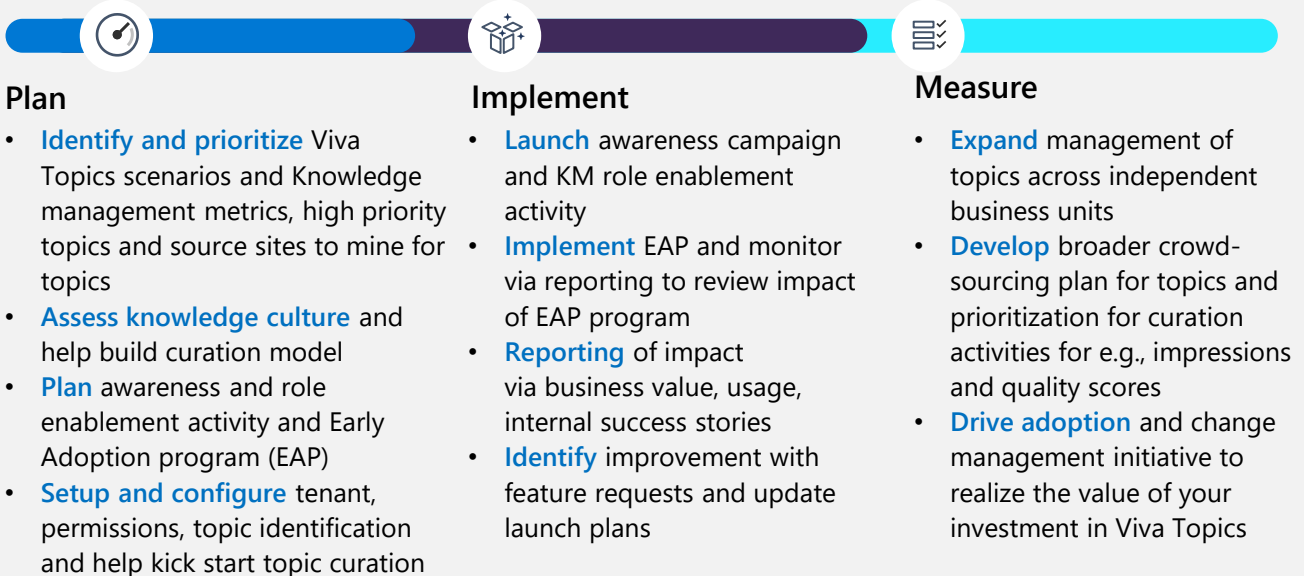 Plan
• Identify and prioritize Viva
Topics scenarios and Knowledge
management metrics, high priority
topics and source sites to mine for
topics
• Assess knowledge culture and
help build curation model
• Plan awareness and role
enablement activity and Early
Adoption program (EAP)
• Setup and configure tenant,
permissions, topic identification
and help kick start topic curation
Implement
• Launch awareness campaign
and KM role enablement
activity
• Implement EAP and monitor
via reporting to review impact
of EAP program
• Reporting of impact
via business value, usage,
internal success stories
• Identify improvement with
feature requests and update
launch plans
Measure
• Expand management of
topics across independent
business units
• Develop broader crowd-
sourcing plan for topics and
prioritization for curation
activities for e.g., impressions
and quality scores
• Drive adoption and change
management initiative to
realize the value of your
investment in Viva Topics